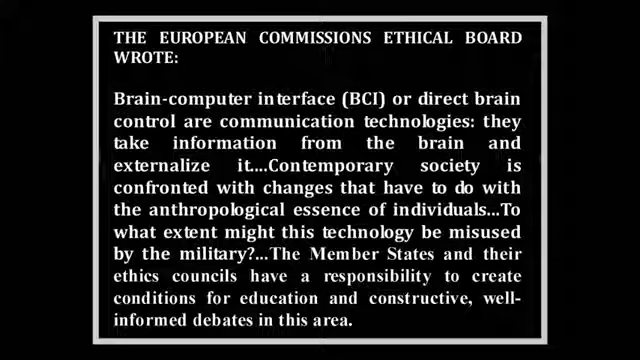 THE EUROPEAN COMMISSIONS ETHICAL BOARD
WROTE:
Brain-computer interface (BCI) or direct brain
control are communication technologies: they
take information from the brain and
externalize it....Contemporary society is
confronted with changes that have to do with
the anthropological essence of individuals...To
what extent might this technology be misused
by the military?...The Member States and their
ethics councils have a responsibility to create
conditions for education and constructive, well-
informed debates in this area.